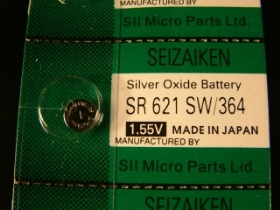 MANUFACTURED BY
SII Micro Parts Ltd.
SEIZAIKEN
Silver Oxide Battery
SR 621 SW/364
1.55V MADE IN JAPAN
MANUFACTURED BY
SII Micro Parts Ltd.
SEIZAIKEN